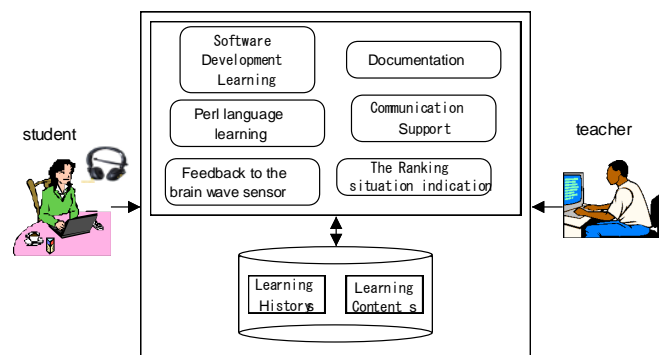 Software
Development
Learning
Documentation
Perl language
learning
Communication
Support
Feedback to the
brain wave sensor
The Ranking
situation indication
student
teacher
Learning
Historys
Learning
Content s